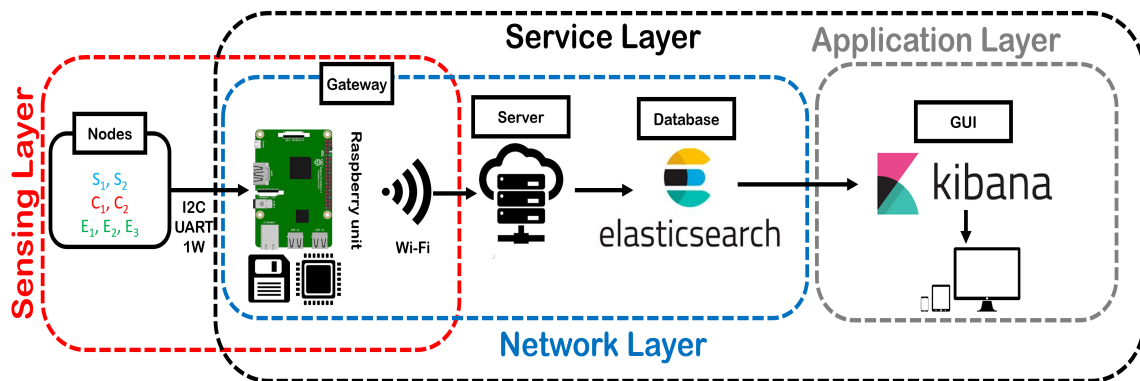 Service Layer
Application Layer
Sensing Layer
Gateway
Nodes
S₁, S₂
C₁, C₂
E₁, E₂, E₃
I2C
UART
1W
Raspberry unit
Wi-Fi
Server
Database
elasticsearch
GUI
kibana
Network Layer